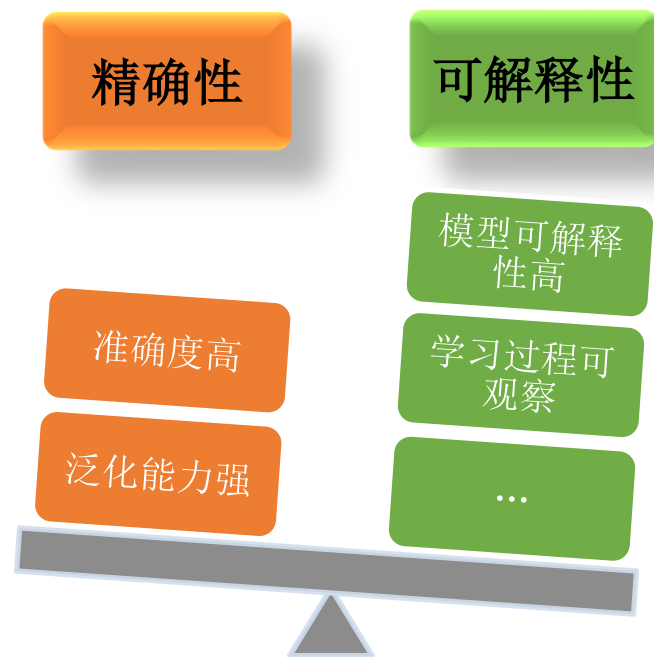 精确性
可解释性
模型可解释
性高
准确度高
学习过程可
观察
泛化能力强
...